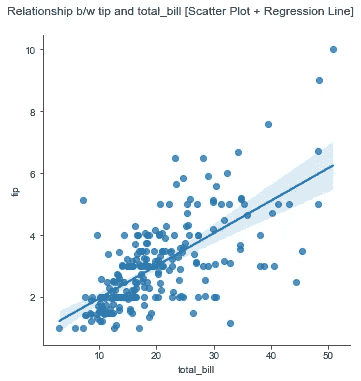 Relationship b/w tip and total_bill [Scatter Plot + Regression Line]
10
8
6
tip
4
2
10 20 30 40 50
total_bill